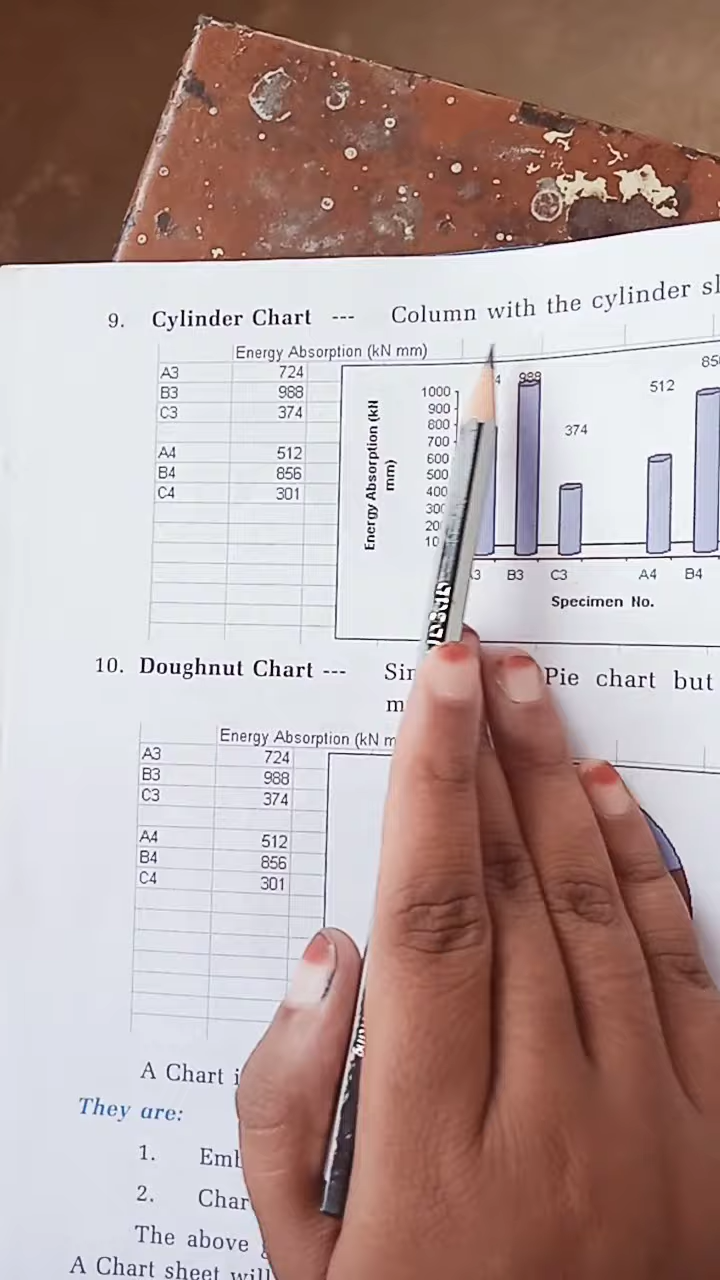 9. Cylinder Chart --- Column with the cylinder
Energy Absorption (kN mm)
A3 724
B3 988
C3 374
A4 512
B4 856
C4 301
Energy Absorption (kN
mm)
1000
900
800
700
600
500
400
988
374
512
B3 C3 A4 B4
Specimen No.
10. Doughnut Chart --- Pie chart but
Energy Absorption (kN
A3 724
B3 988
C3 374
A4 512
B4 856
C4 301
A Chart
They are:
1.
2.
The above
A Chart sheet will